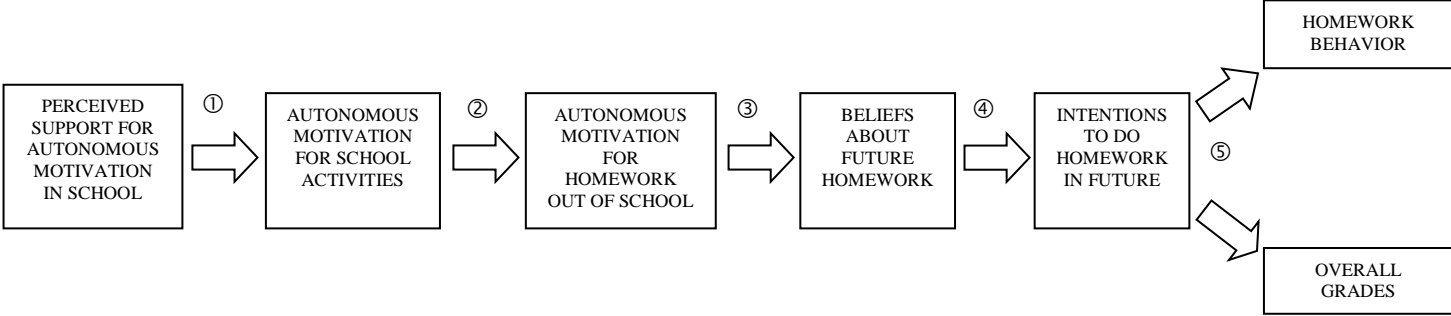 PERCEIVED
SUPPORT FOR
AUTONOMOUS
MOTIVATION
IN SCHOOL
①
AUTONOMOUS
MOTIVATION
FOR SCHOOL
ACTIVITIES
②
AUTONOMOUS
MOTIVATION
FOR
HOMEWORK
OUT OF SCHOOL
③
BELIEFS
ABOUT
FUTURE
HOMEWORK
④
INTENTIONS
TO DO
HOMEWORK
IN FUTURE
⑤
HOMEWORK
BEHAVIOR
OVERALL
GRADES